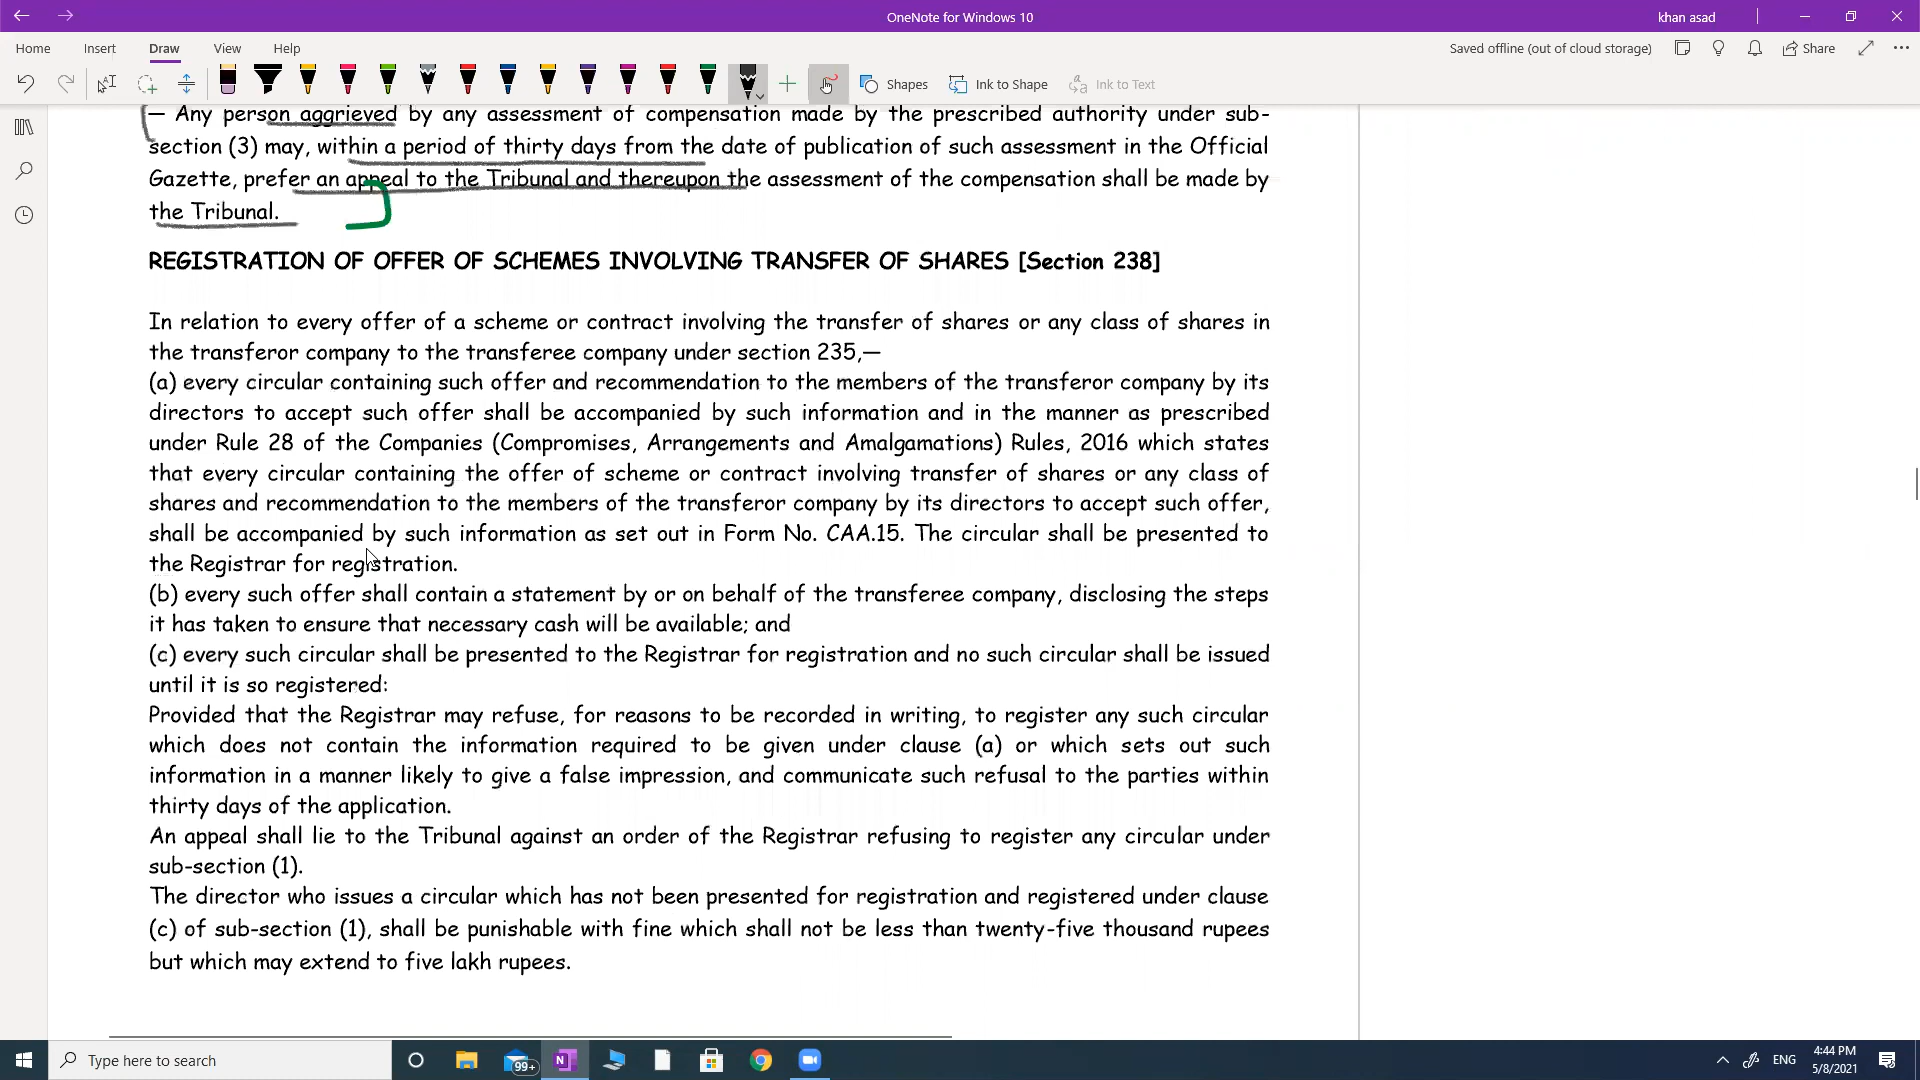 OneNote for Windows 10
khan asad
Home Insert Draw View Help
Saved offline (out of cloud storage)
Share
Shapes
Ink to Shape
Ink to Text
— Any person aggrieved by any assessment of compensation made by the prescribed authority under sub-
section (3) may, within a period of thirty days from the date of publication of such assessment in the Official
Gazette, prefer an appeal to the Tribunal and thereupon the assessment of the compensation shall be made by
the Tribunal.
REGISTRATION OF OFFER OF SCHEMES INVOLVING TRANSFER OF SHARES [Section 238]
In relation to every offer of a scheme or contract involving the transfer of shares or any class of shares in
the transferor company to the transferee company under section 235,—
(a) every circular containing such offer and recommendation to the members of the transferor company by its
directors to accept such offer shall be accompanied by such information and in the manner as prescribed
under Rule 28 of the Companies (Compromises, Arrangements and Amalgamations) Rules, 2016 which states
that every circular containing the offer of scheme or contract involving transfer of shares or any class of
shares and recommendation to the members of the transferor company by its directors to accept such offer,
shall be accompanied by such information as set out in Form No. CAA.15. The circular shall be presented to
the Registrar for registration.
(b) every such offer shall contain a statement by or on behalf of the transferee company, disclosing the steps
it has taken to ensure that necessary cash will be available; and
(c) every such circular shall be presented to the Registrar for registration and no such circular shall be issued
until it is so registered:
Provided that the Registrar may refuse, for reasons to be recorded in writing, to register any such circular
which does not contain the information required to be given under clause (a) or which sets out such
information in a manner likely to give a false impression, and communicate such refusal to the parties within
thirty days of the application.
An appeal shall lie to the Tribunal against an order of the Registrar refusing to register any circular under
sub-section (1).
The director who issues a circular which has not been presented for registration and registered under clause
(c) of sub-section (1), shall be punishable with fine which shall not be less than twenty-five thousand rupees
but which may extend to five lakh rupees.
Type here to search
99+
ENG
4:44 PM
5/8/2021